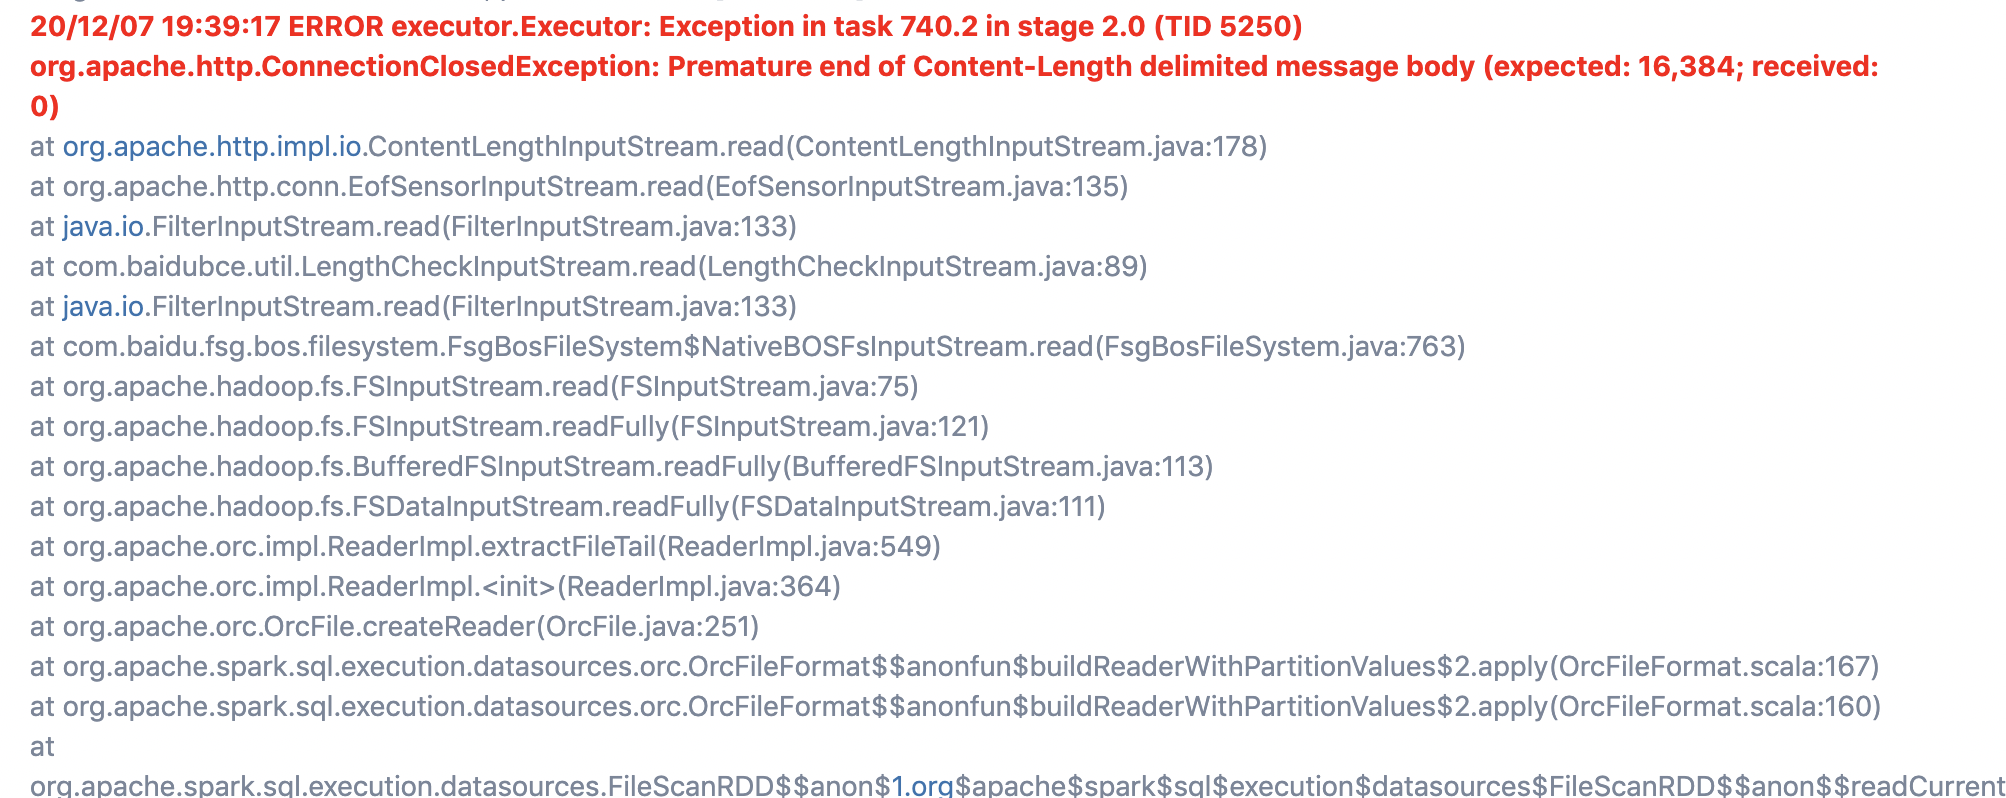 20/12/07 19:39:17 ERROR executor.Executor: Exception in task 740.2 in stage 2.0 (TID 5250)
org.apache.http.ConnectionClosedException: Premature end of Content-Length delimited message body (expected: 16,384; received:
0)
at org.apache.http.impl.io.ContentLengthInputStream.read(ContentLengthInputStream.java:178)
at org.apache.http.conn.EofSensorInputStream.read(EofSensorInputStream.java:135)
at java.io.FilterInputStream.read(FilterInputStream.java:133)
at com.baidubce.util.LengthCheckInputStream.read(LengthCheckInputStream.java:89)
at java.io.FilterInputStream.read(FilterInputStream.java:133)
at com.baidu.fsg.bos.filesystem.FsgBosFileSystem$NativeBOSFsInputStream.read(FsgBosFileSystem.java:763)
at org.apache.hadoop.fs.FSInputStream.read(FSInputStream.java:75)
at org.apache.hadoop.fs.FSInputStream.readFully(FSInputStream.java:121)
at org.apache.hadoop.fs.BufferedFSInputStream.readFully(BufferedFSInputStream.java:113)
at org.apache.hadoop.fs.FSDataInputStream.readFully(FSDataInputStream.java:111)
at org.apache.orc.impl.ReaderImpl.extractFileTail(ReaderImpl.java:549)
at org.apache.orc.impl.ReaderImpl.<init>(ReaderImpl.java:364)
at org.apache.orc.OrcFile.createReader(OrcFile.java:251)
at org.apache.spark.sql.execution.datasources.orc.OrcFileFormat$$anonfun$buildReaderWithPartitionValues$2.apply(OrcFileFormat.scala:167)
at org.apache.spark.sql.execution.datasources.orc.OrcFileFormat$$anonfun$buildReaderWithPartitionValues$2.apply(OrcFileFormat.scala:160)
at
org.apache.spark.sql.execution.datasources.FileScanRDD$$anon$1.org$apache$spark$sql$execution$datasources$FileScanRDD$$anon$$readCurrent